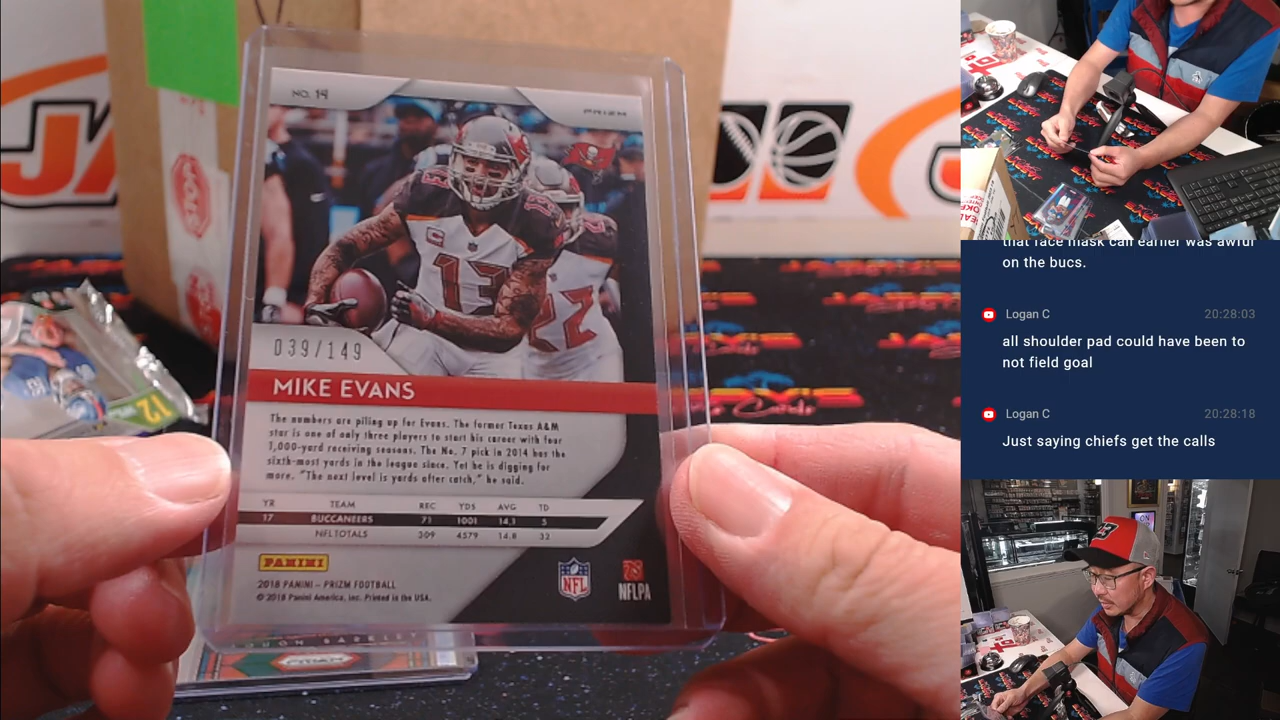 NO. 14
PRIZM
13
13
22
039/149
MIKE EVANS
The numbers are piling up for Evans. The former Texas A&M
star is one of only three players to start his career with four
1,000-yard receiving seasons. The No. 7 pick in 2014 has the
sixth-most yards in the league since. Yet he is digging for
more. "The next level is yards after catch," he said.
YR TEAM REC YDS AVG TD
17 BUCCANEERS 71 1001 14.1 5
NFL TOTALS 309 4579 14.8 32
PANINI
2018 PANINI – PRIZM FOOTBALL
© 2018 Panini America, Inc. Printed in the USA.
NFL
NFLPA
STOP
JA
12
that face mask call earlier was awful
on the bucs.
Logan C 20:28:03
all shoulder pad could have been to
not field goal
Logan C 20:28:18
Just saying chiefs get the calls